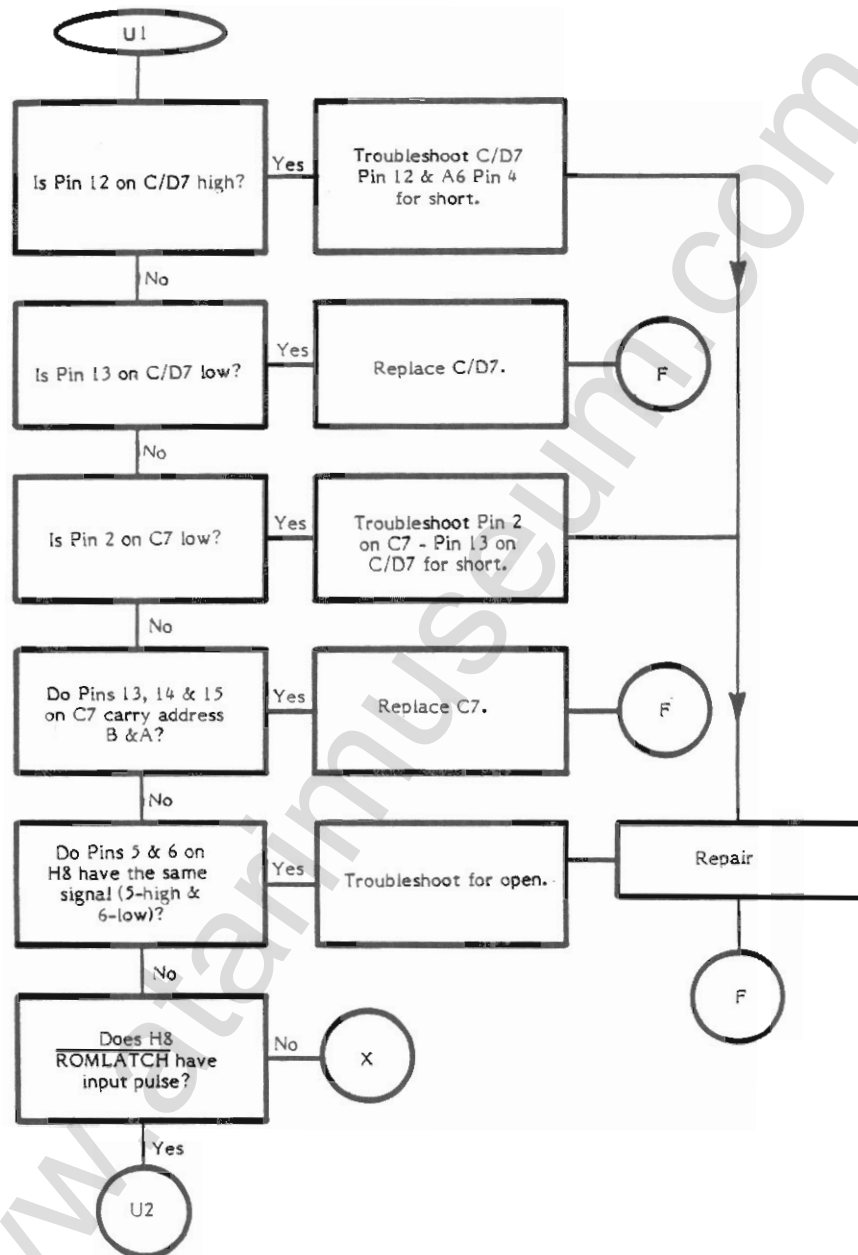 U1
Is Pin 12 on C/D7 high?
Yes
Troubleshoot C/D7
Pin 12 & A6 Pin 4
for short.
No
Is Pin 13 on C/D7 low?
Yes
Replace C/D7.
F
No
Is Pin 2 on C7 low?
Yes
Troubleshoot Pin 2
on C7 - Pin 13 on
C/D7 for short.
No
Do Pins 13, 14 & 15
on C7 carry address
B &A?
Yes
Replace C7.
F
No
Do Pins 5 & 6 on
H8 have the same
signal (5-high &
6-low)?
Yes
Troubleshoot for open.
Repair
F
No
Does H8
ROMLATCH have
input pulse?
No
X
Yes
U2
www.atarimuseum.com